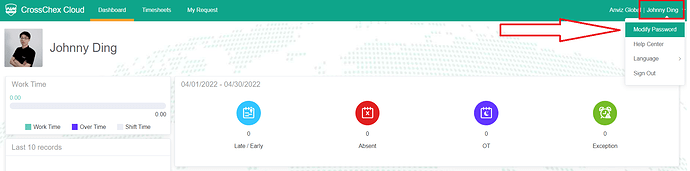 CrossChex Cloud Dashboard Timesheets My Request Anviz Global | Johnny Ding
Modify Password
Help Center
Language
Sign Out
Johnny Ding
Work Time
0:00
0:00
Work Time Over Time Shift Time
Last 10 records
04/01/2022 - 04/30/2022
0 0 0 0
Late / Early Absent OT Exception